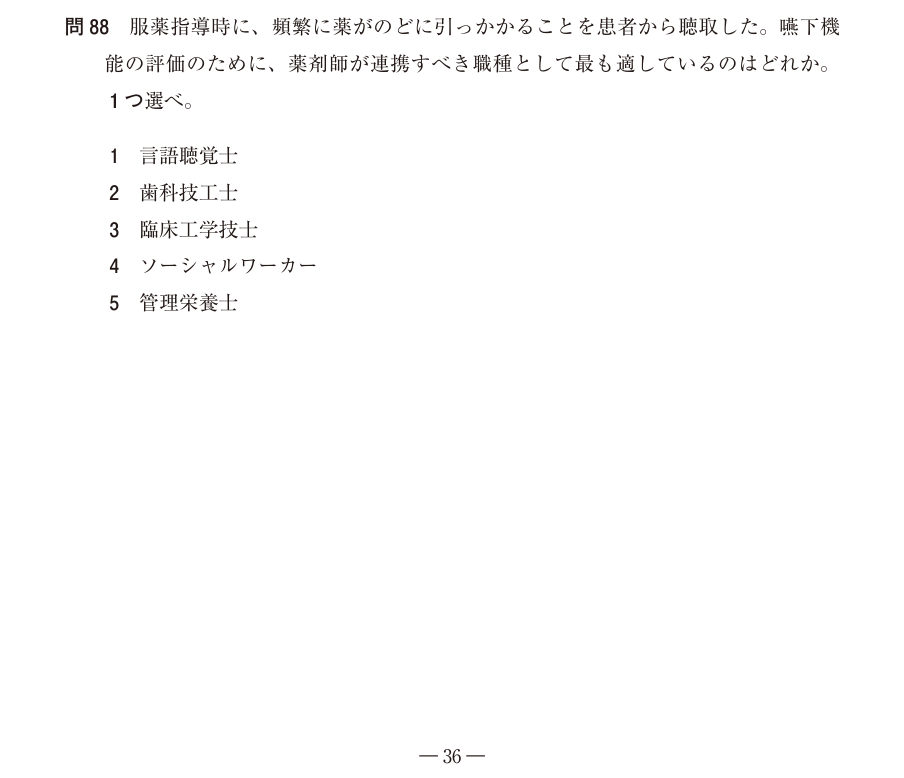 問 88　服薬指導時に、頻繁に薬がのどに引っかかることを患者から聴取した。嚥下機
能の評価のために、薬剤師が連携すべき職種として最も適しているのはどれか。
1つ選べ。
1　言語聴覚士
2　歯科技工士
3　臨床工学技士
4　ソーシャルワーカー
5　管理栄養士
― 36 ―